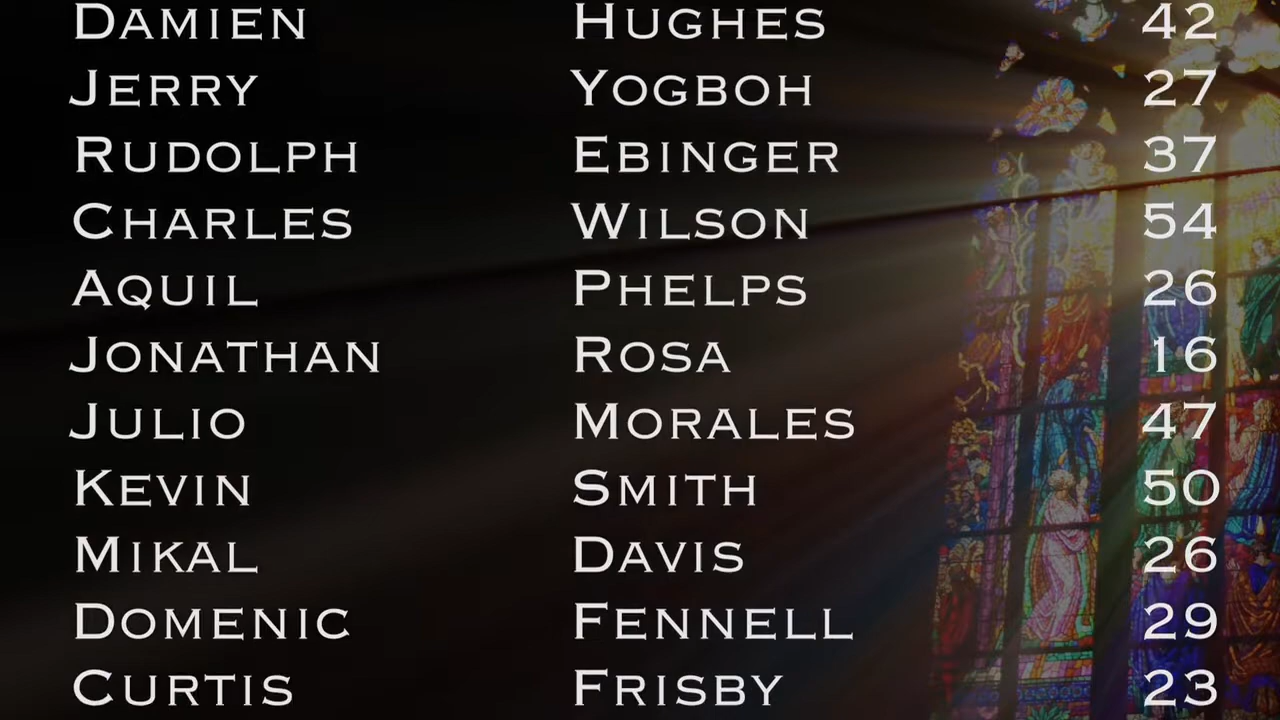 DAMIEN HUGHES 42
JERRY YOGBOH 27
RUDOLPH EBINGER 37
CHARLES WILSON 54
AQUIL PHELPS 26
JONATHAN ROSA 16
JULIO MORALES 47
KEVIN SMITH 50
MIKAL DAVIS 26
DOMENIC FENNELL 29
CURTIS FRISBY 23